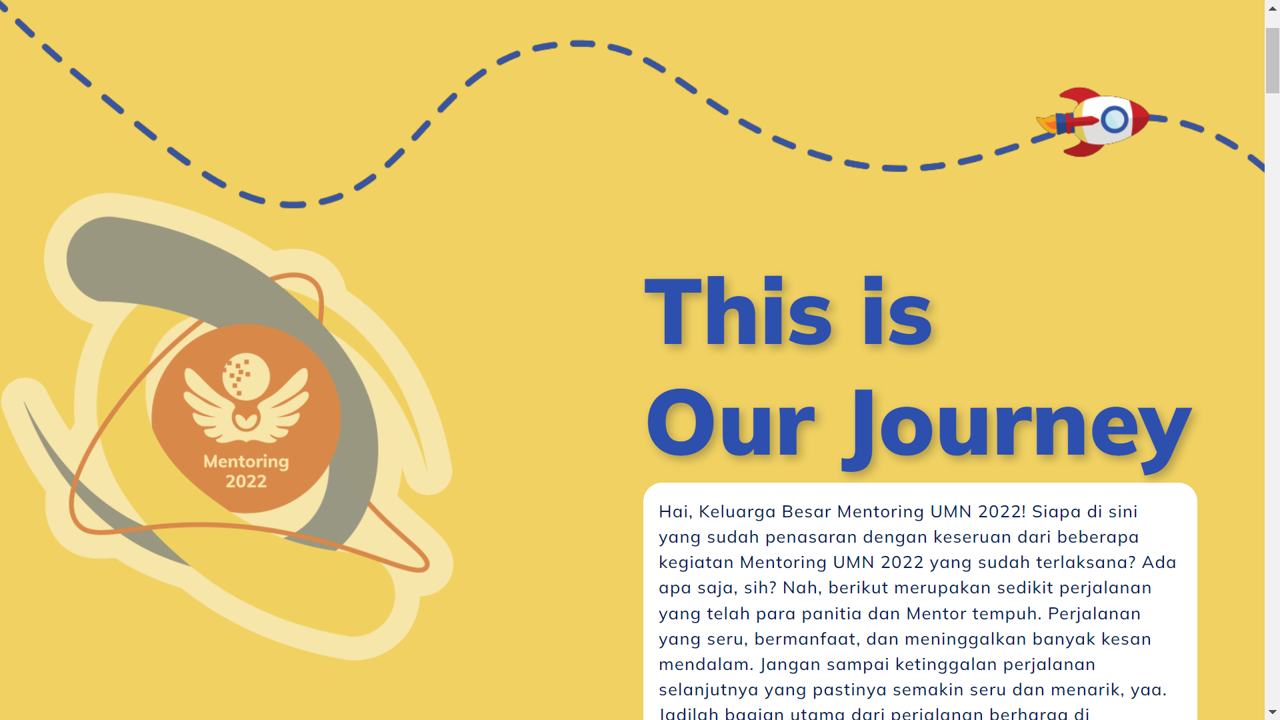 This is
Our Journey
Mentoring
2022
Hai, Keluarga Besar Mentoring UMN 2022! Siapa di sini
yang sudah penasaran dengan keseruan dari beberapa
kegiatan Mentoring UMN 2022 yang sudah terlaksana? Ada
apa saja, sih? Nah, berikut merupakan sedikit perjalanan
yang telah para panitia dan Mentor tempuh. Perjalanan
yang seru, bermanfaat, dan meninggalkan banyak kesan
mendalam. Jangan sampai ketinggalan perjalanan
selanjutnya yang pastinya semakin seru dan menarik, yaa.
Jadilah bagian utama dari perjalanan berharga di